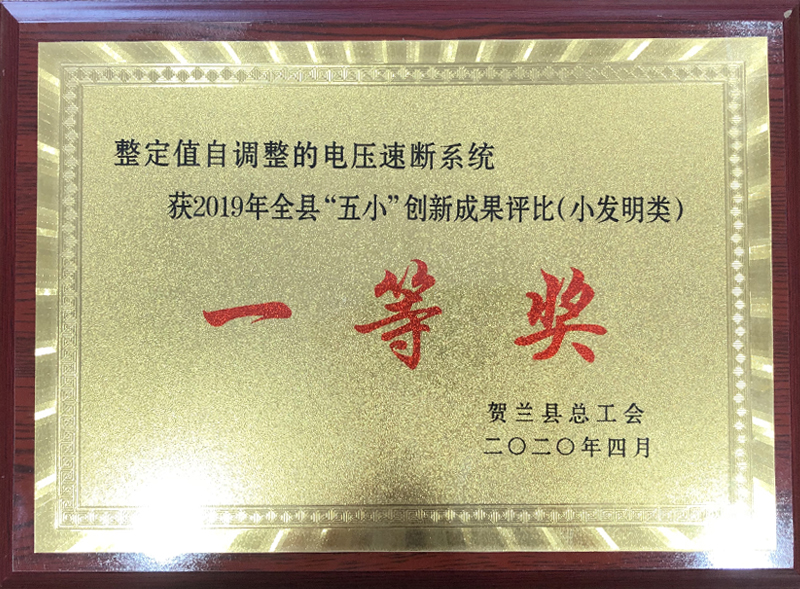 整定值自调整的电压速断系统
获2019年全县“五小”创新成果评比(小发明类)
一等奖
贺兰县总工会
二〇二〇年四月